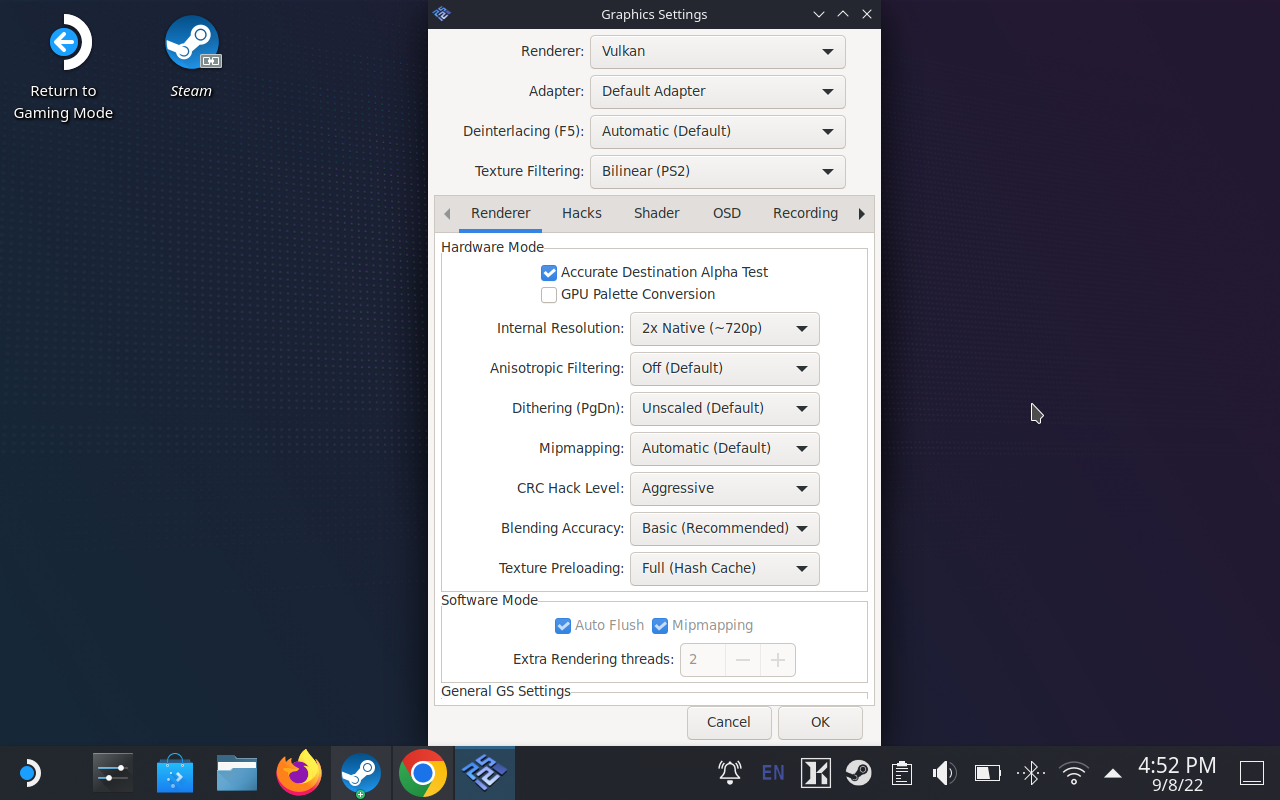 Graphics Settings
Return to
Gaming Mode
Steam
Renderer: Vulkan
Adapter: Default Adapter
Deinterlacing (F5): Automatic (Default)
Texture Filtering: Bilinear (PS2)
Renderer Hacks Shader OSD Recording
Hardware Mode
Accurate Destination Alpha Test
GPU Palette Conversion
Internal Resolution: 2x Native (~720p)
Anisotropic Filtering: Off (Default)
Dithering (PgDn): Unscaled (Default)
Mipmapping: Automatic (Default)
CRC Hack Level: Aggressive
Blending Accuracy: Basic (Recommended)
Texture Preloading: Full (Hash Cache)
Software Mode
Auto Flush Mipmapping
Extra Rendering threads: 2
General GS Settings
Cancel OK
EN K 4:52 PM
9/8/22